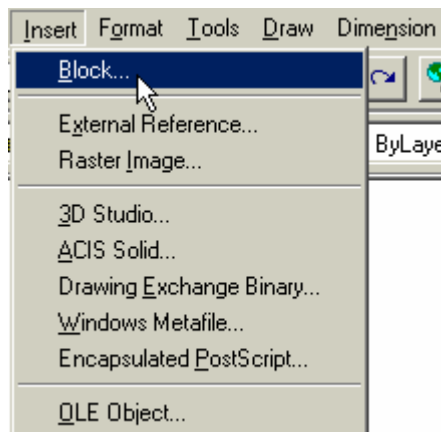 Insert Format Tools Draw Dimension
Block...
External Reference...
ByLaye
Raster Image...
3D Studio...
ACIS Solid...
Drawing Exchange Binary...
Windows Metafile...
Encapsulated PostScript...
OLE Object...